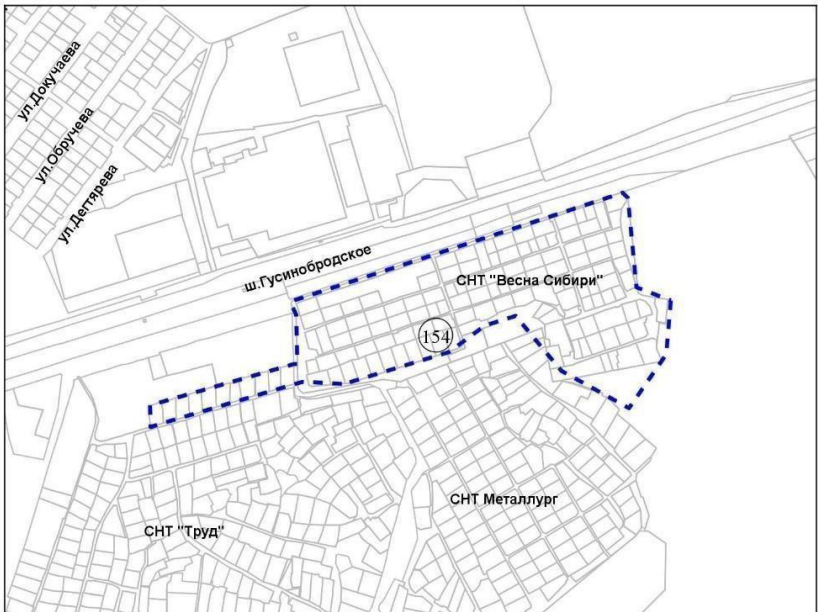 ул.Докучаева
ул.Обручева
ул.Дегтярева
ш.Гусинобродское
СНТ "Весна Сибири"
154
СНТ Металлург
СНТ "Труд"